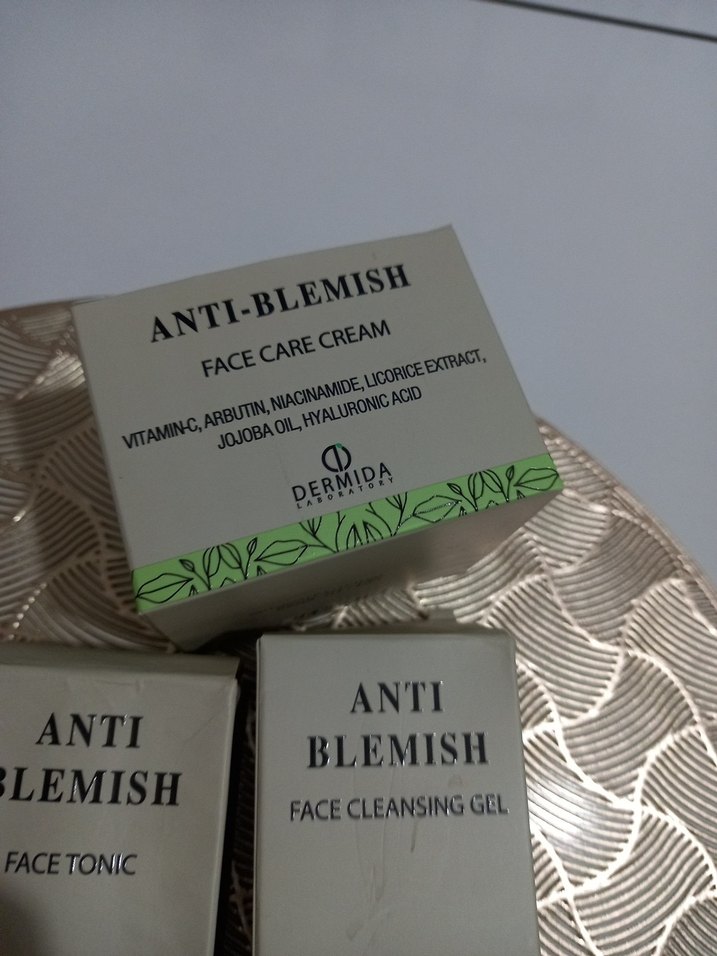 ANTI-BLEMISH
FACE CARE CREAM
VITAMIN-C, ARBUTIN, NIACINAMIDE, LICORICE EXTRACT,
JOJOBA OIL, HYALURONIC ACID
DERMIDA
LABORATORY
ANTI
BLEMISH
FACE TONIC
ANTI
BLEMISH
FACE CLEANSING GEL